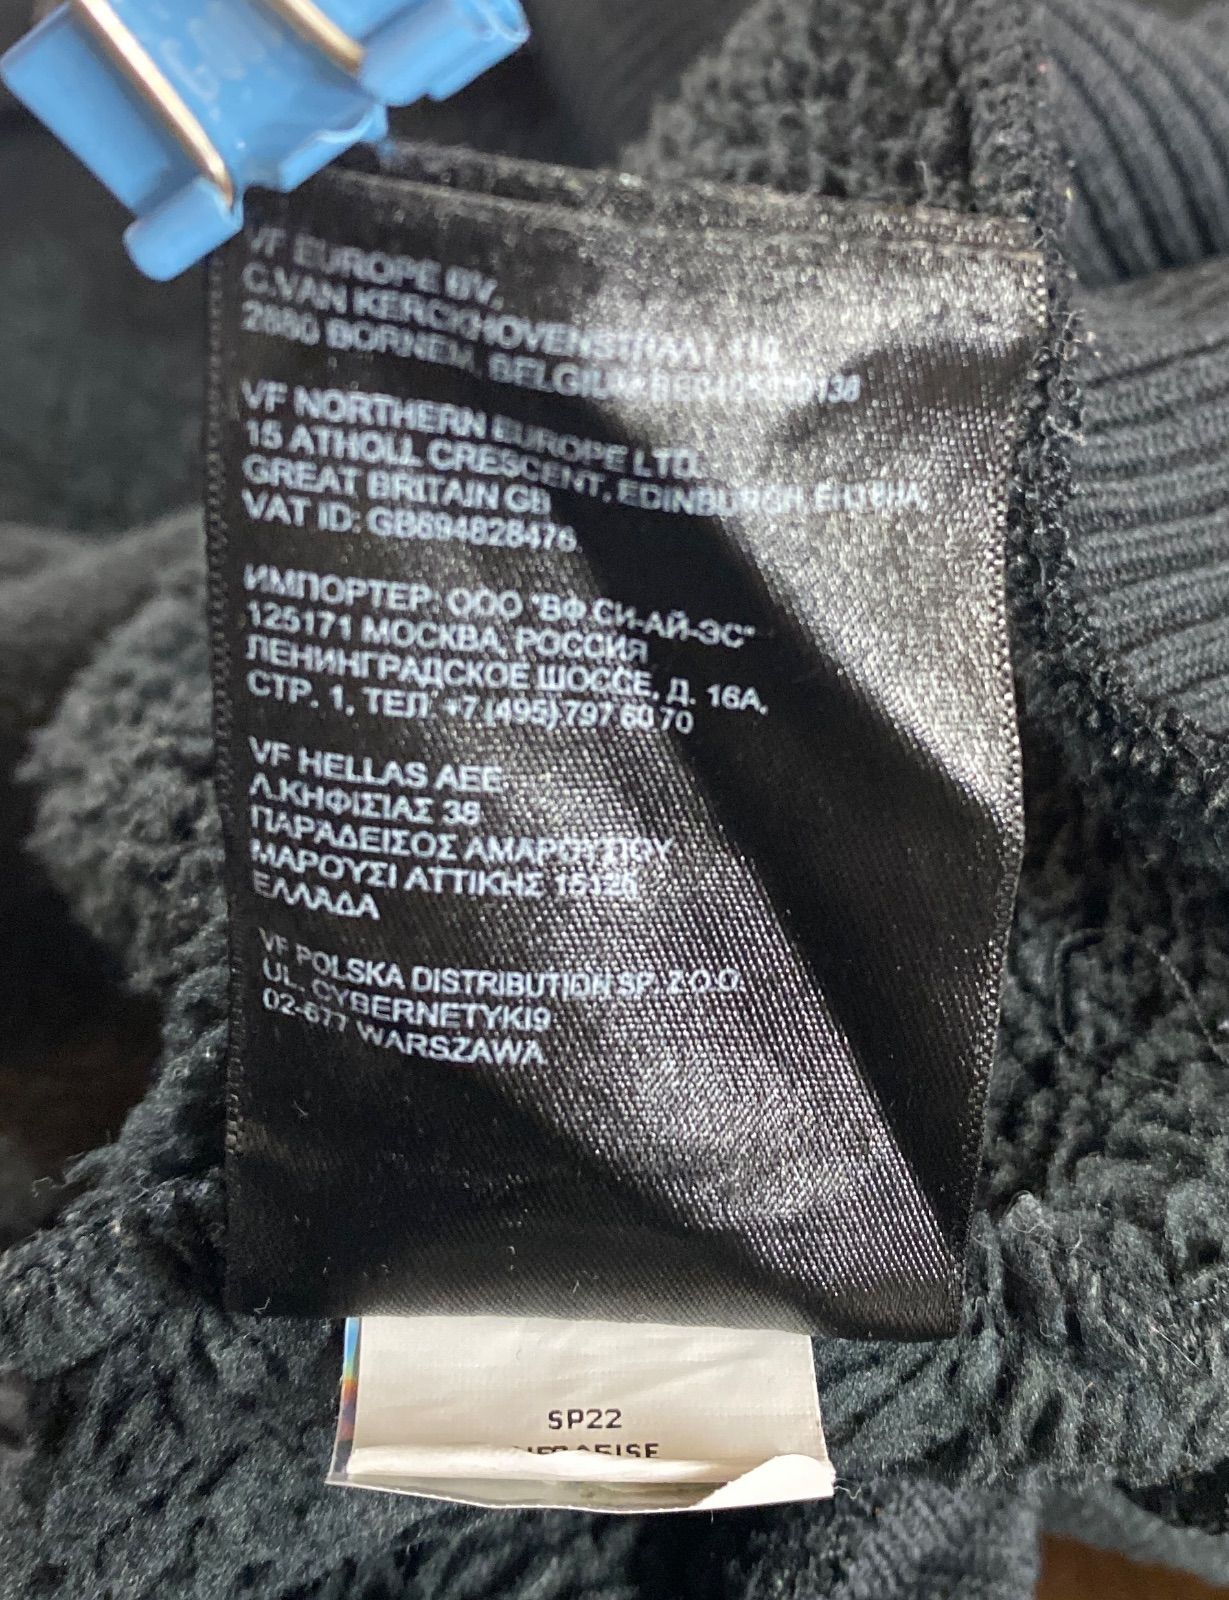 VF EUROPE BV,
C.VAN KERCKHOVENSTRAAT 110
2880 BORNEM, BELGIUM
VF NORTHERN EUROPE LTD.
15 ATHOLL CRESCENT, EDINBURGH EH38HA
GREAT BRITAIN GB
VAT ID: GB694828476
ИМПОРТЕР: ООО "ВФ СИ-АЙ-ЭС"
125171 МОСКВА, РОССИЯ
ЛЕНИНГРАДСКОЕ ШОССЕ, Д. 16А,
СТР. 1, ТЕЛ +7 (495) 797 60 70
VF HELLAS AEE
Λ.ΚΗΦΙΣΙΑΣ 38
ΠΑΡΑΔΕΙΣΟΣ ΑΜΑΡΟΥΣΙΟΥ
ΜΑΡΟΥΣΙ ΑΤΤΙΚΗΣ 15125
ΕΛΛΑΔΑ
VF POLSKA DISTRIBUTION SP. Z.O.O.
UL. CYBERNETYKI9
02-677 WARSZAWA
SP22